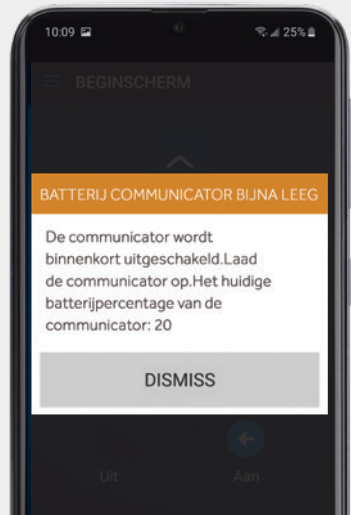 10:09 25%
BEGINSCHERM
BATTERIJ COMMUNICATOR BIJNA LEEG
De communicator wordt
binnenkort uitgeschakeld.Laad
de communicator op.Het huidige
batterijpercentage van de
communicator: 20
DISMISS
Uit Aan